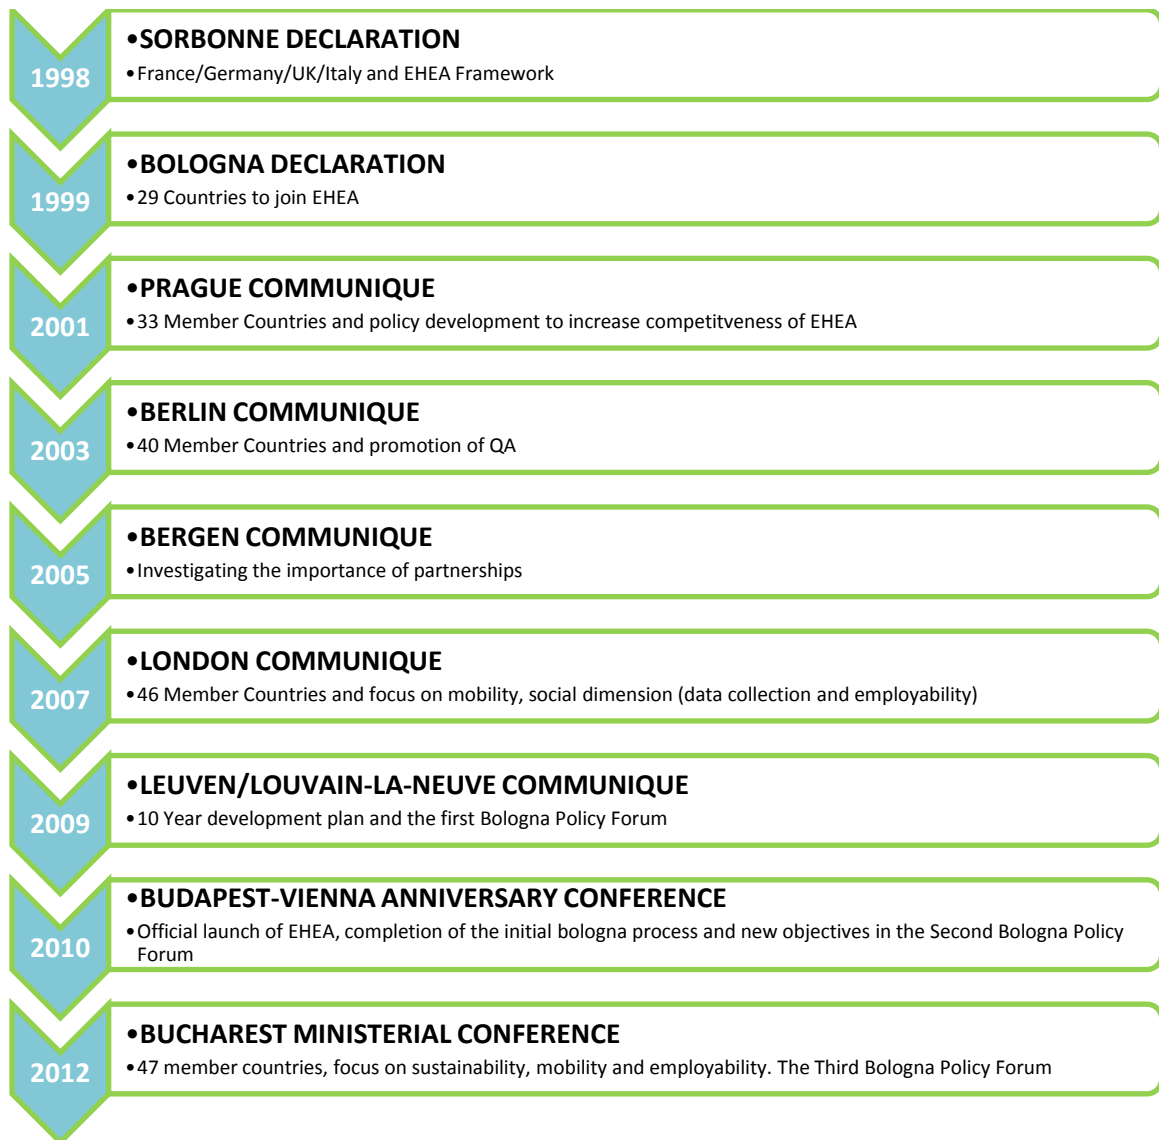 1998
•SORBONNE DECLARATION
•France/Germany/UK/Italy and EHEA Framework
1999
•BOLOGNA DECLARATION
•29 Countries to join EHEA
2001
•PRAGUE COMMUNIQUE
•33 Member Countries and policy development to increase competitveness of EHEA
2003
•BERLIN COMMUNIQUE
•40 Member Countries and promotion of QA
2005
•BERGEN COMMUNIQUE
•Investigating the importance of partnerships
2007
•LONDON COMMUNIQUE
•46 Member Countries and focus on mobility, social dimension (data collection and employability)
2009
•LEUVEN/LOUVAIN-LA-NEUVE COMMUNIQUE
•10 Year development plan and the first Bologna Policy Forum
2010
•BUDAPEST-VIENNA ANNIVERSARY CONFERENCE
•Official launch of EHEA, completion of the initial bologna process and new objectives in the Second Bologna Policy
Forum
2012
•BUCHAREST MINISTERIAL CONFERENCE
•47 member countries, focus on sustainability, mobility and employability. The Third Bologna Policy Forum